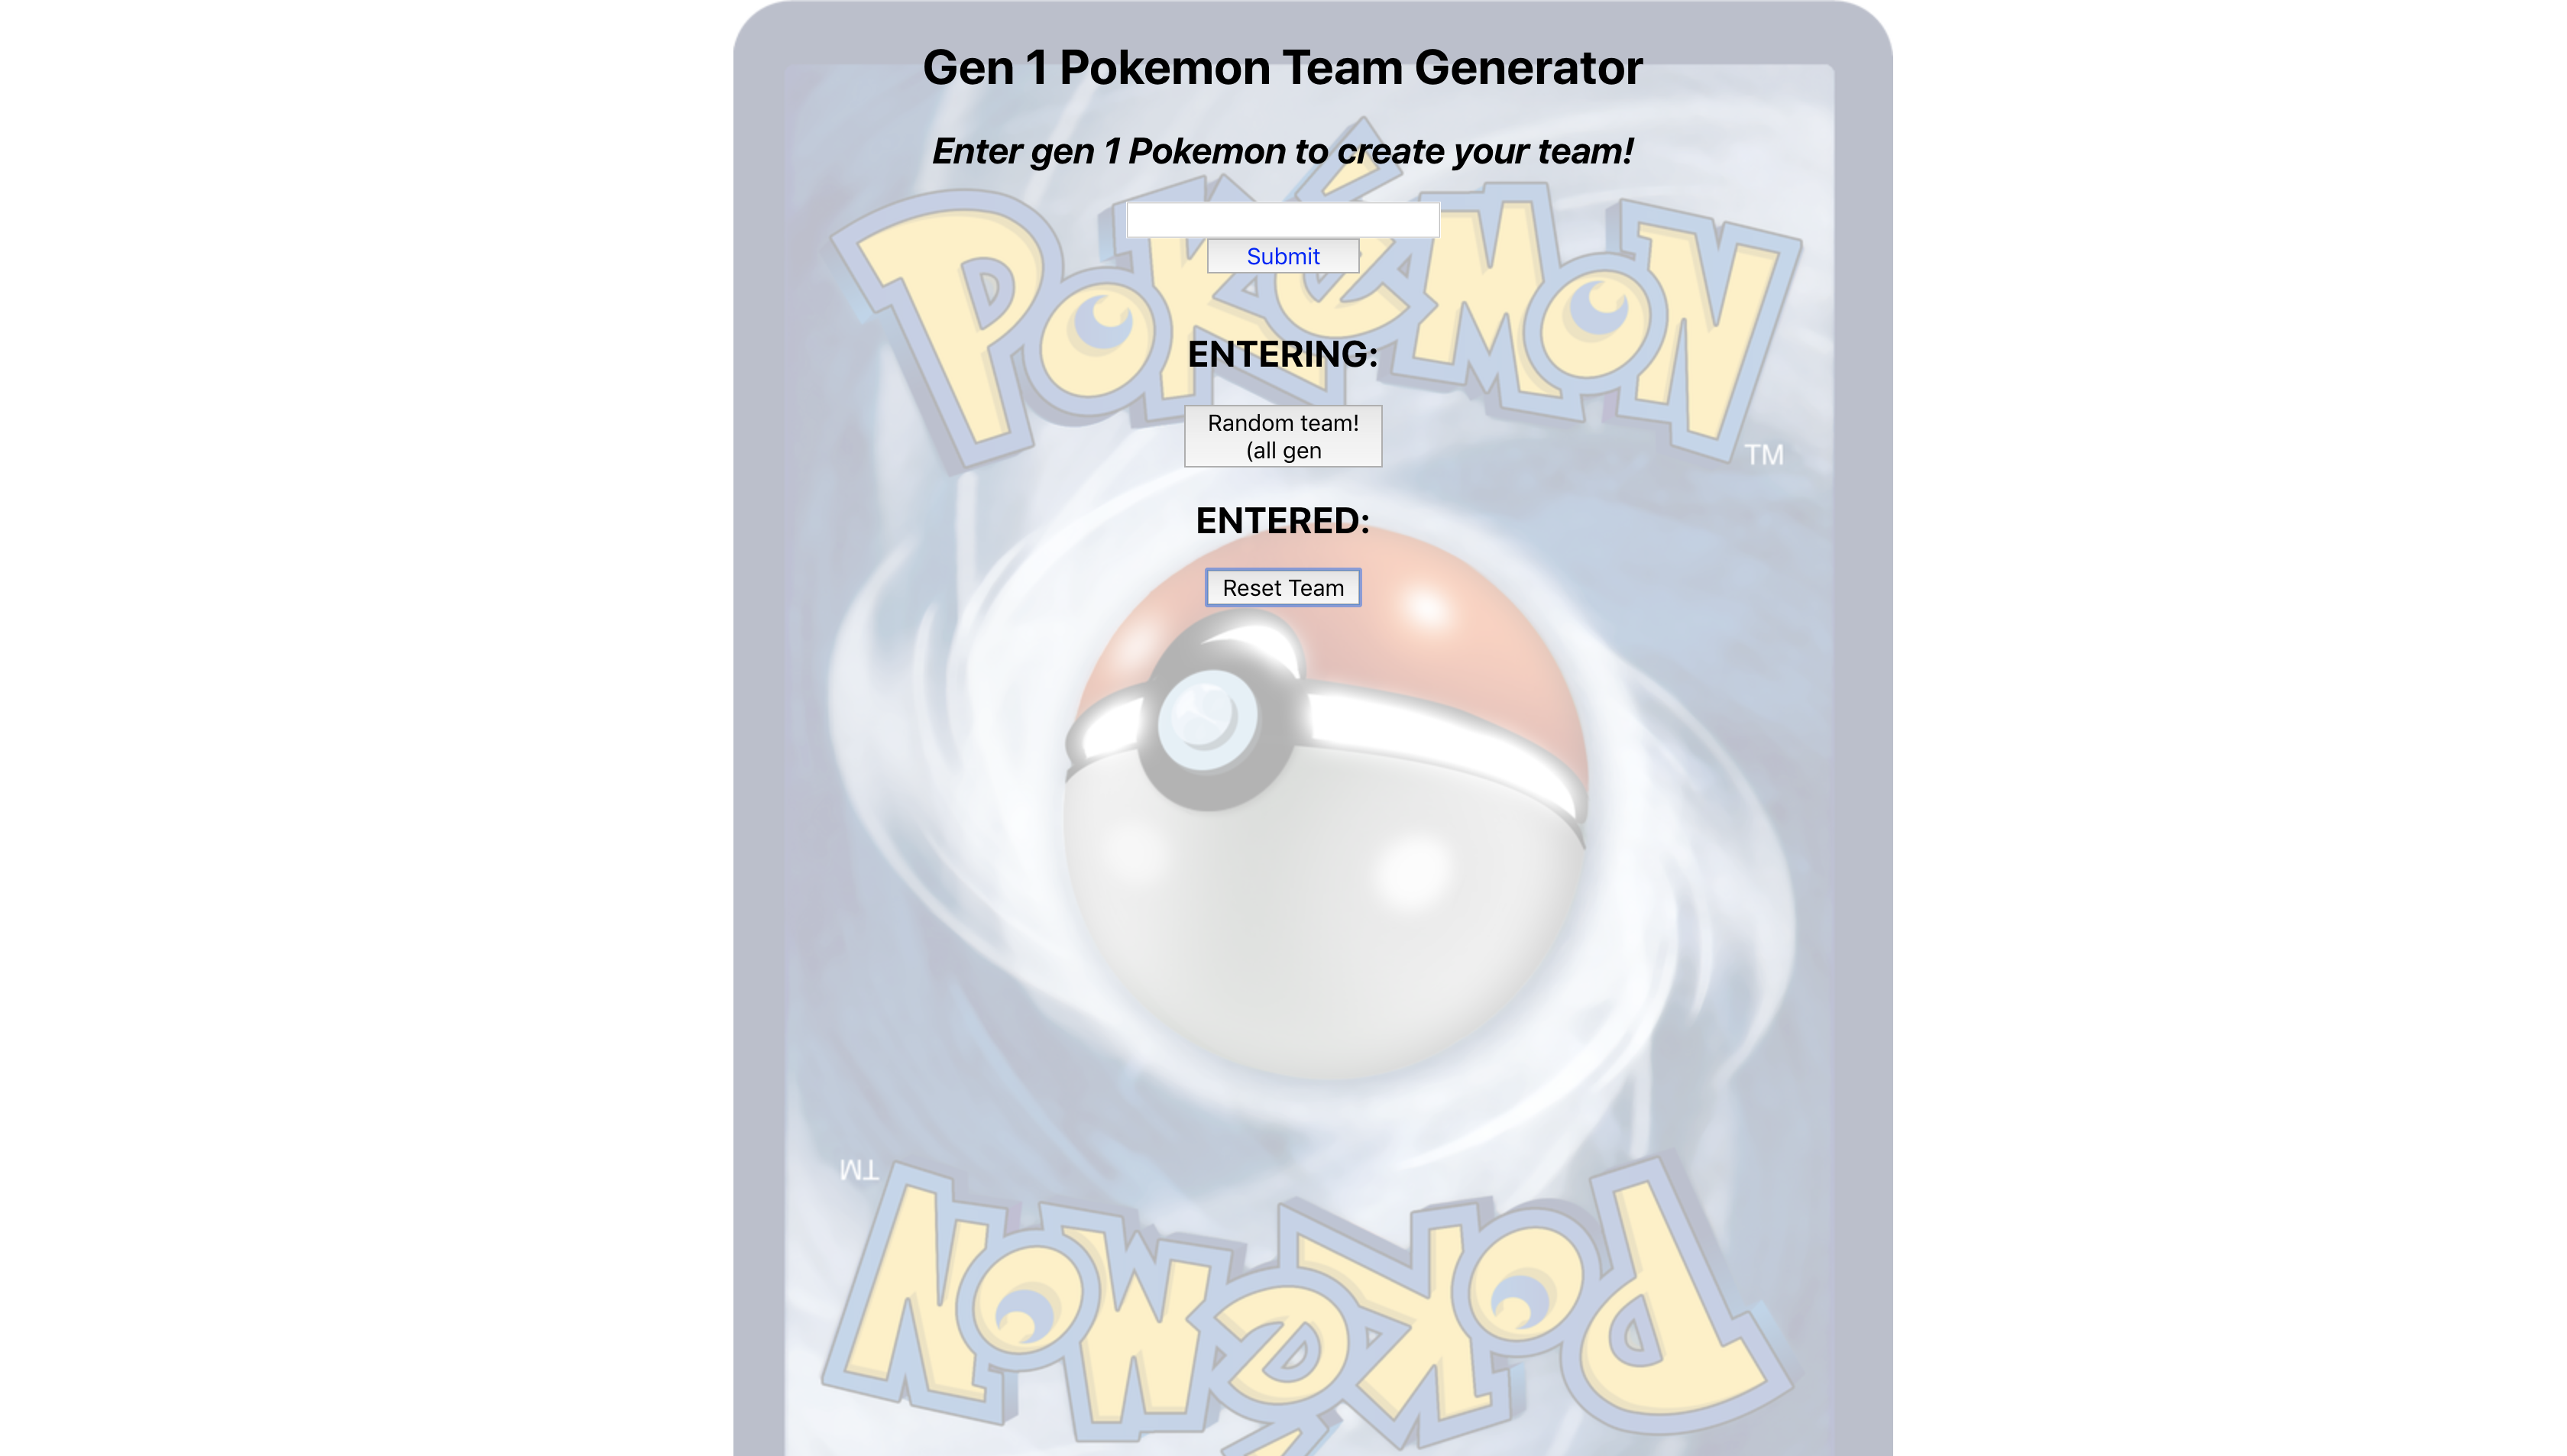 Gen 1 Pokemon Team Generator
Enter gen 1 Pokemon to create your team!
POKéMON
Submit
ENTERING:
Random team!
(all gen
TM
ENTERED:
Reset Team
TM
POKéMON